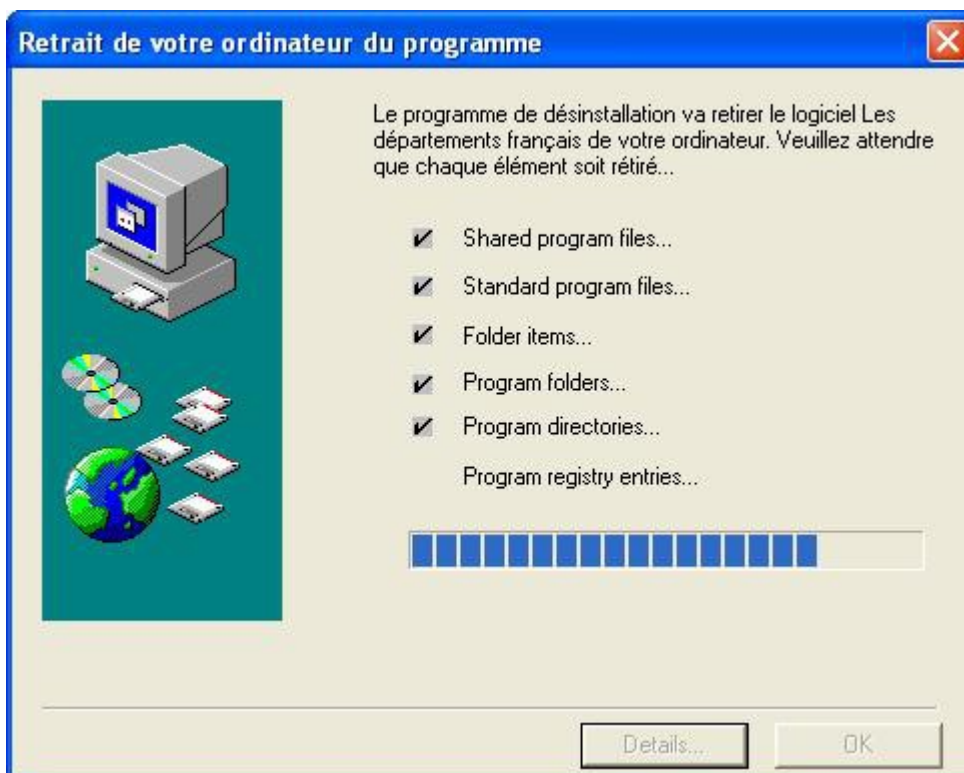 Retrait de votre ordinateur du programme
Le programme de désinstallation va retirer le logiciel Les
départements français de votre ordinateur. Veuillez attendre
que chaque élément soit rétiré...
Shared program files...
Standard program files...
Folder items...
Program folders...
Program directories...
Program registry entries...
Details...
OK